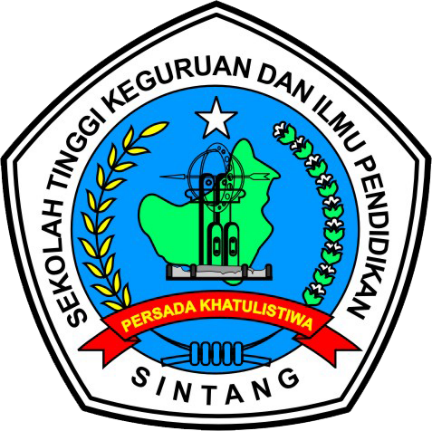 SEKOLAH TINGGI KEGURUAN DAN ILMU PENDIDIKAN
PERSADA KHATULISTIWA
SINTANG